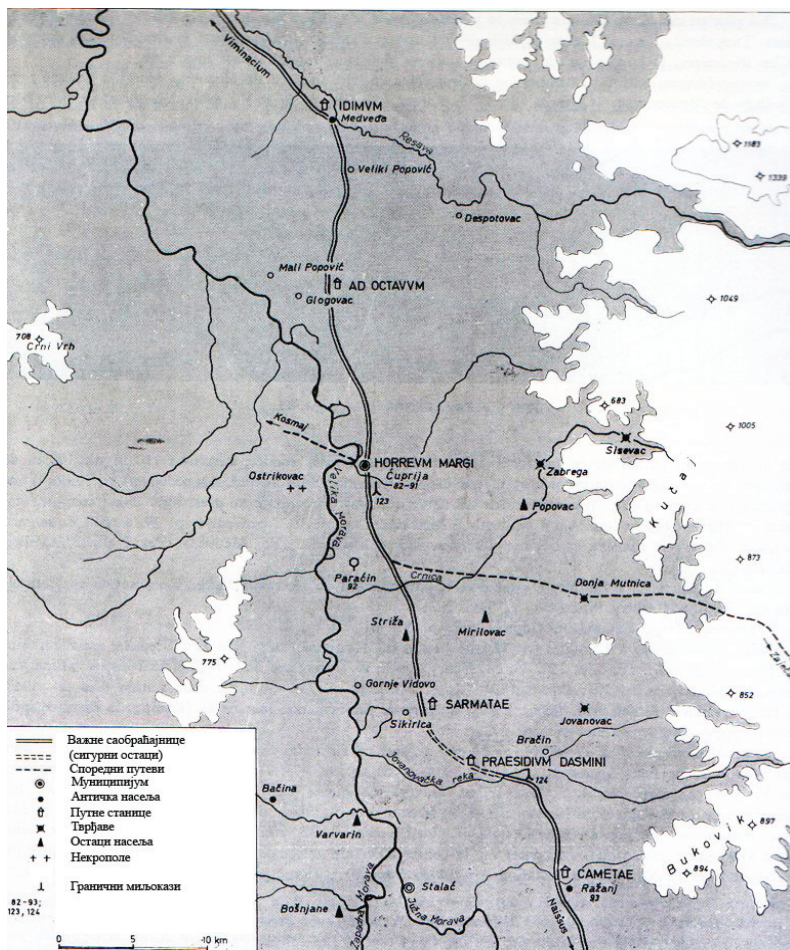 Viminacium
IDIMVM
Medveđa
Resava
Veliki Popović
1183
1339
Despotovac
Mali Popović
Glogovac
AD OCTAVVM
1049
708
Crni Vrh
683
1005
Kosmaj
HORREVM MARGI
Ćuprija
82-91
123
Ostrikovac
Velika Morava
Sisevac
Zabrega
Popovac
Kučaj
873
Paraćin
92
Crnica
Donja Mutnica
Striža
Mirilovac
775
Gornje Vidovo
Sikirica
SARMATAE
852
Jovanovac
Bračin
PRAESIDIVM DASMINI
124
Jovanovačka reka
Bačina
Varvarin
Bukovik
897
894
CAMETAE
Ražanj
93
Stalać
Bošnjane
Zapadna Morava
Južna Morava
Naissus
Важне саобраћајнице
(сигурни остаци)
Споредни путеви
Муниципијум
Античка насеља
Путне станице
Тврђаве
Остаци насеља
Некрополе
Гранични миљокази
82-93;
123, 124
0 5 10 km